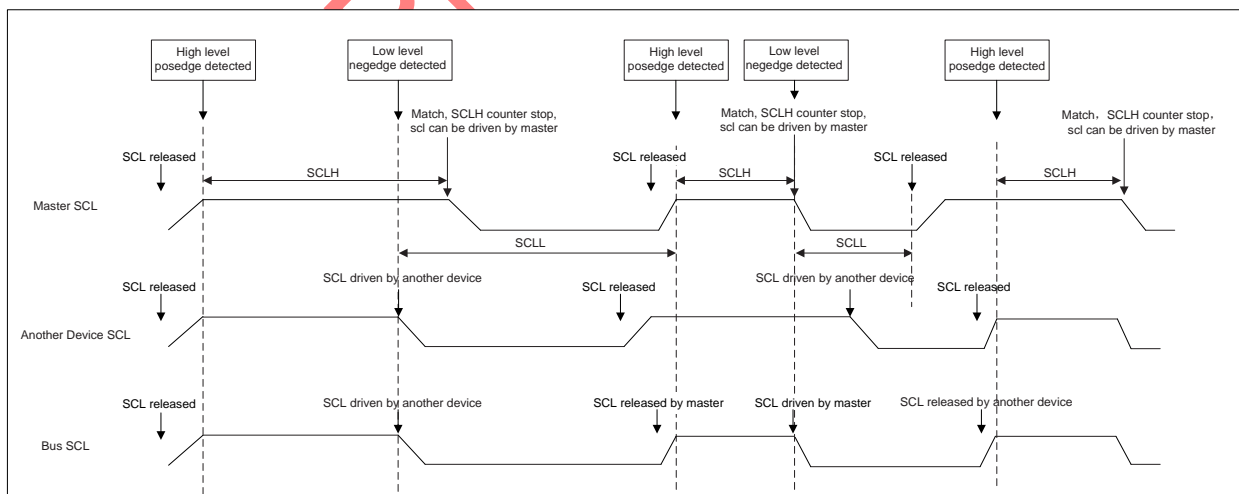 High level
posedge detected
Low level
negedge detected
High level
posedge detected
Low level
negedge detected
High level
posedge detected
Match, SCLH counter stop,
scl can be driven by master
Match, SCLH counter stop,
scl can be driven by master
Match，SCLH counter stop,
scl can be driven by master
SCL released
SCL released
SCL released
SCLH
SCLH
SCLH
Master SCL
SCLL
SCLL
SCL released
SCL driven by another device
SCL released
SCL driven by another device
SCL released
Another Device SCL
SCL released
SCL driven by another device
SCL released by master
SCL driven by master
SCL released by another device
Bus SCL